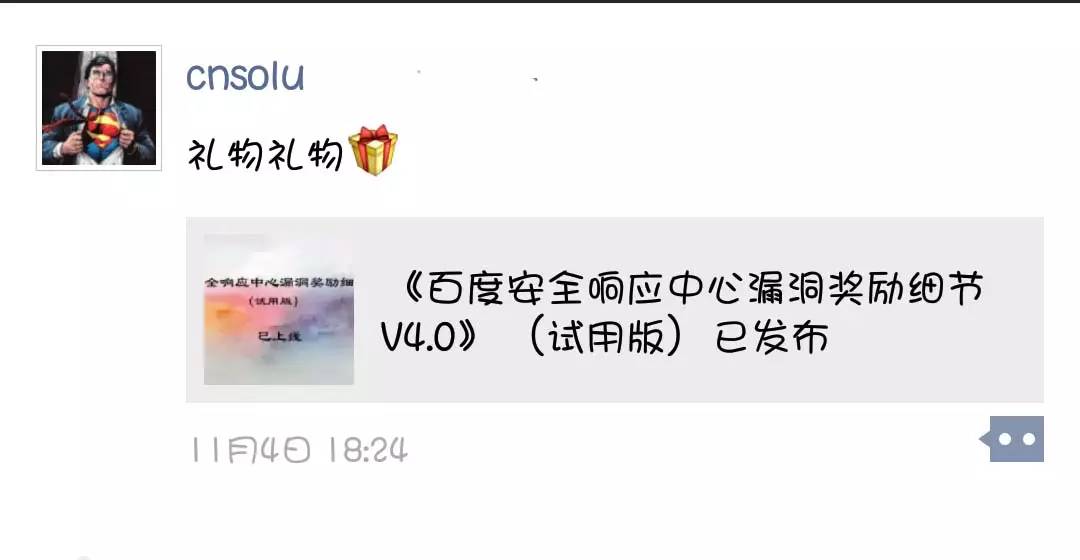 cnsolu
礼物礼物
全响应中心漏洞奖励细
(试用版)
已上线
《百度安全响应中心漏洞奖励细节
V4.0》（试用版）已发布
11月4日 18:24